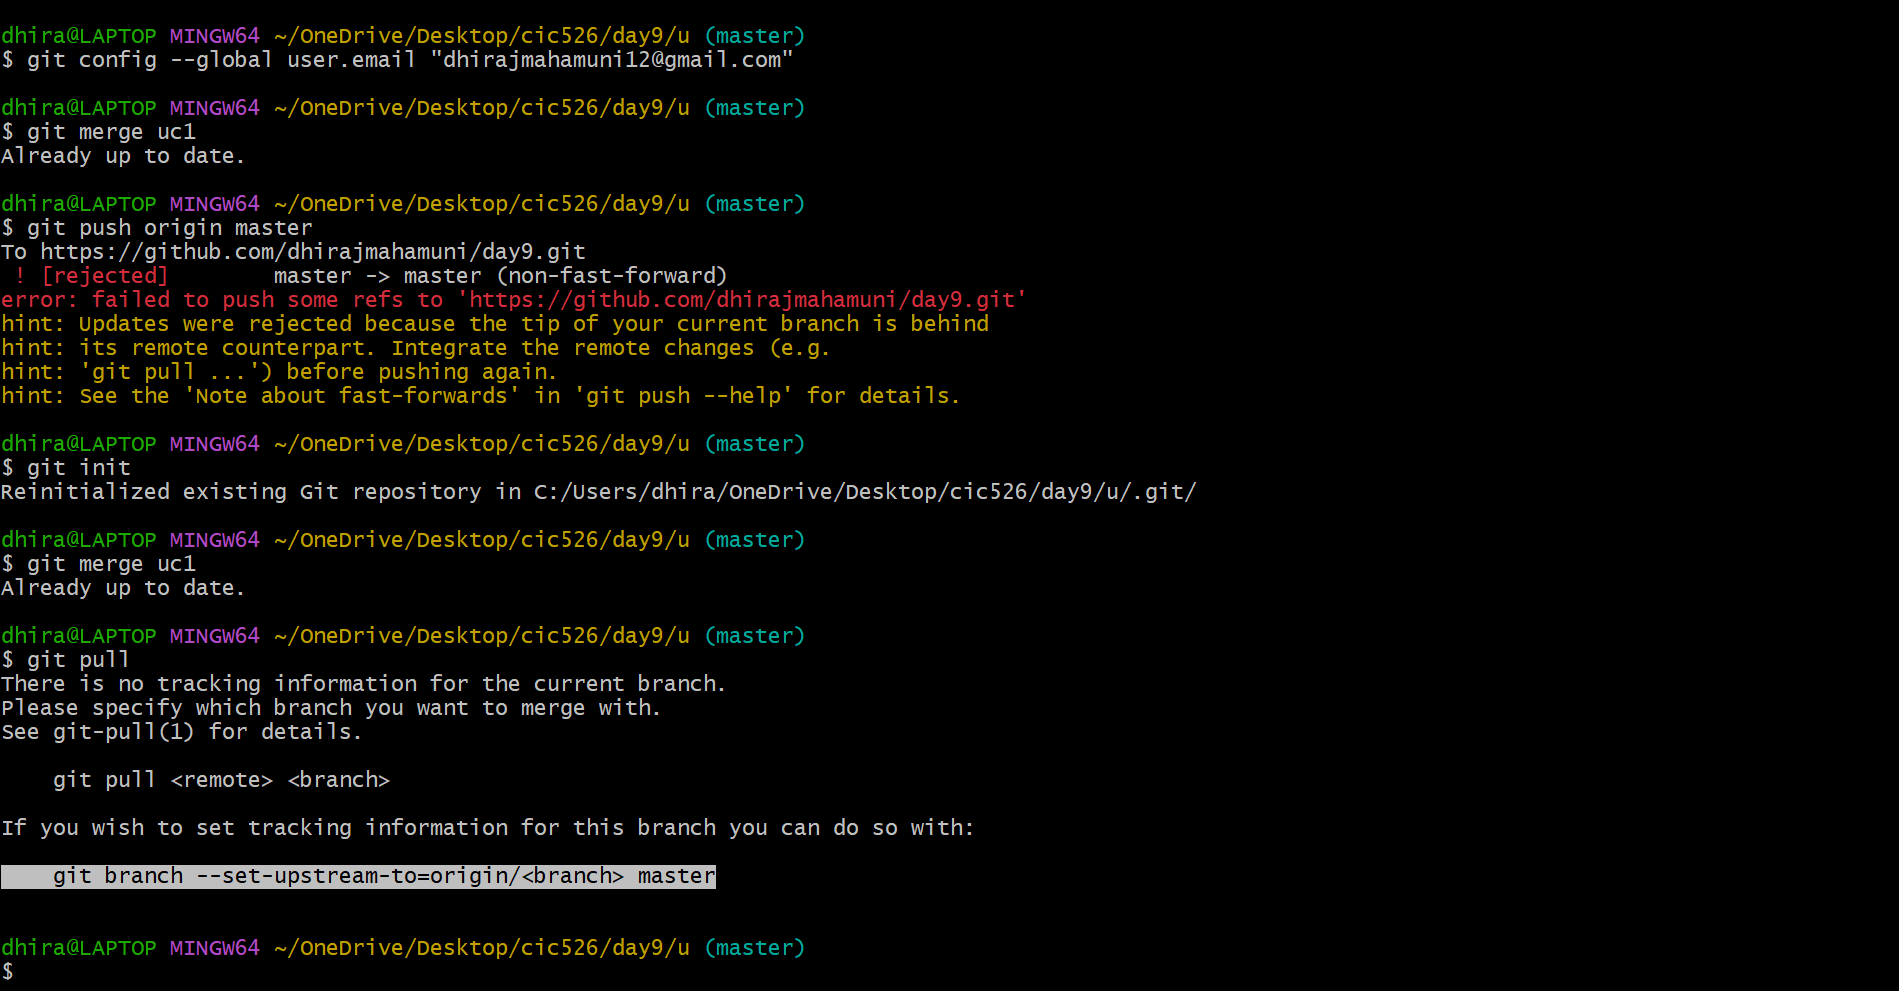 dhira@LAPTOP MINGW64 ~/OneDrive/Desktop/cic526/day9/u (master)
$ git config --global user.email "dhirajmahamuni12@gmail.com"
dhira@LAPTOP MINGW64 ~/OneDrive/Desktop/cic526/day9/u (master)
$ git merge uc1
Already up to date.
dhira@LAPTOP MINGW64 ~/OneDrive/Desktop/cic526/day9/u (master)
$ git push origin master
To https://github.com/dhirajmahamuni/day9.git
 ! [rejected]        master -> master (non-fast-forward)
error: failed to push some refs to 'https://github.com/dhirajmahamuni/day9.git'
hint: Updates were rejected because the tip of your current branch is behind
hint: its remote counterpart. Integrate the remote changes (e.g.
hint: 'git pull ...') before pushing again.
hint: See the 'Note about fast-forwards' in 'git push --help' for details.
dhira@LAPTOP MINGW64 ~/OneDrive/Desktop/cic526/day9/u (master)
$ git init
Reinitialized existing Git repository in C:/Users/dhira/OneDrive/Desktop/cic526/day9/u/.git/
dhira@LAPTOP MINGW64 ~/OneDrive/Desktop/cic526/day9/u (master)
$ git merge uc1
Already up to date.
dhira@LAPTOP MINGW64 ~/OneDrive/Desktop/cic526/day9/u (master)
$ git pull
There is no tracking information for the current branch.
Please specify which branch you want to merge with.
See git-pull(1) for details.
    git pull <remote> <branch>
If you wish to set tracking information for this branch you can do so with:
    git branch --set-upstream-to=origin/<branch> master
dhira@LAPTOP MINGW64 ~/OneDrive/Desktop/cic526/day9/u (master)
$